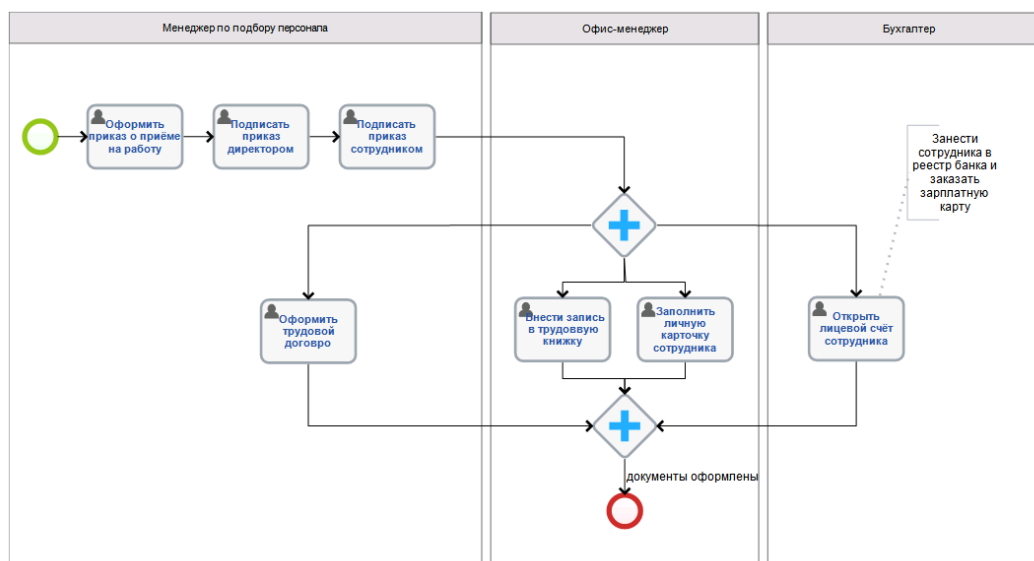 Менеджер по подбору персонапа
Офис-менеджер
Бухгалтер
Оформить
приказ о приёме
на работу
Подписать
приказ
директором
Подписать
приказ
сотрудником
Занести
сотрудника в
реестр банка и
заказать
зарплатную
карту
Оформить
трудовой
договро
Внести запись
в трудоввую
книжку
Заполнить
личную
карточку
сотрудника
Открыть
лицевой счёт
сотрудника
документы оформлены